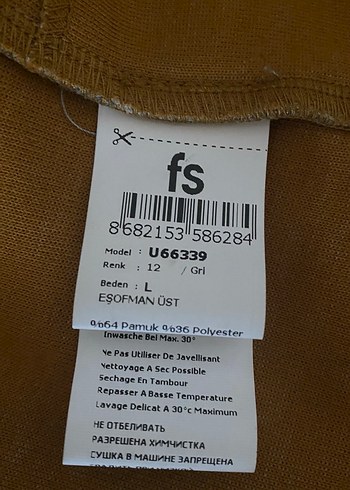 fs
8 682153 586284
Model : U66339
Renk : 12 / Gri
Beden : L
EŞOFMAN ÜST
%64 Pamuk %36 Polyester
Inwasche Bei Max. 30°
Ne Pas Utiliser De Javellisant
Nettoyage A Sec Possible
Sechage En Tambour
Repasser A Basse Temperature
Lavage Delicat A 30°c Maximum
НЕ ОТБЕЛИВАТЬ
РАЗРЕШЕНА ХИМЧИСТКА
СУШКА В МАШИНЕ ЗАПРЕЩЕНА